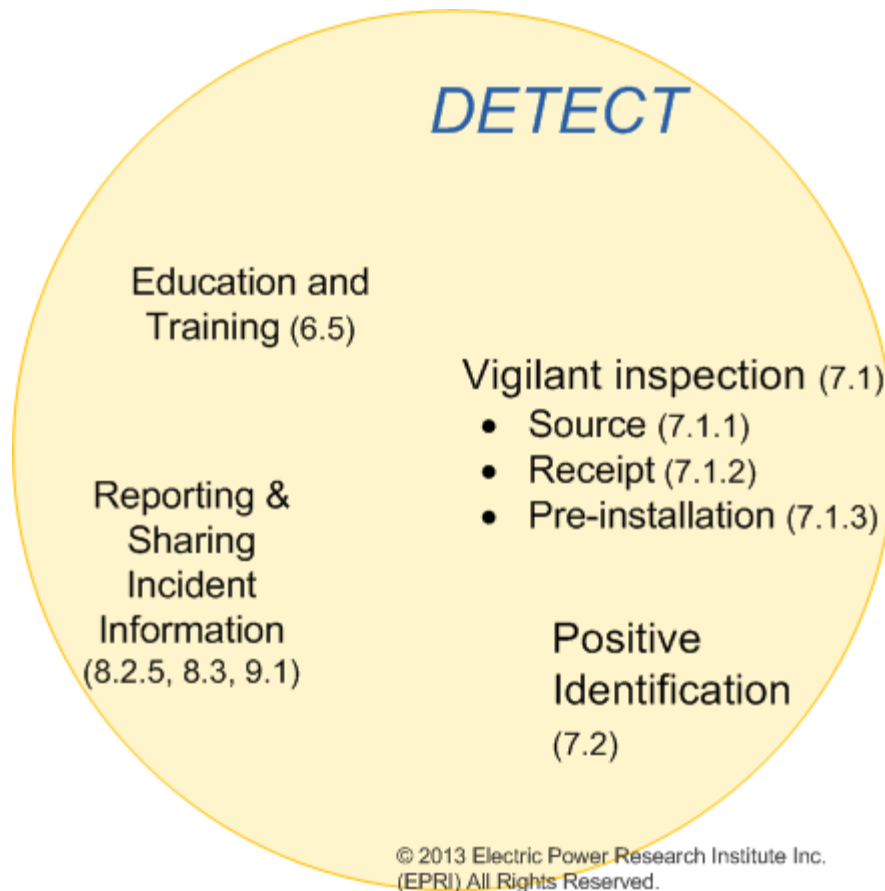 DETECT
Education and
Training (6.5)
Vigilant inspection (7.1)
• Source (7.1.1)
• Receipt (7.1.2)
• Pre-installation (7.1.3)
Reporting &
Sharing
Incident
Information
(8.2.5, 8.3, 9.1)
Positive
Identification
(7.2)
© 2013 Electric Power Research Institute Inc.
(EPRI) All Rights Reserved.